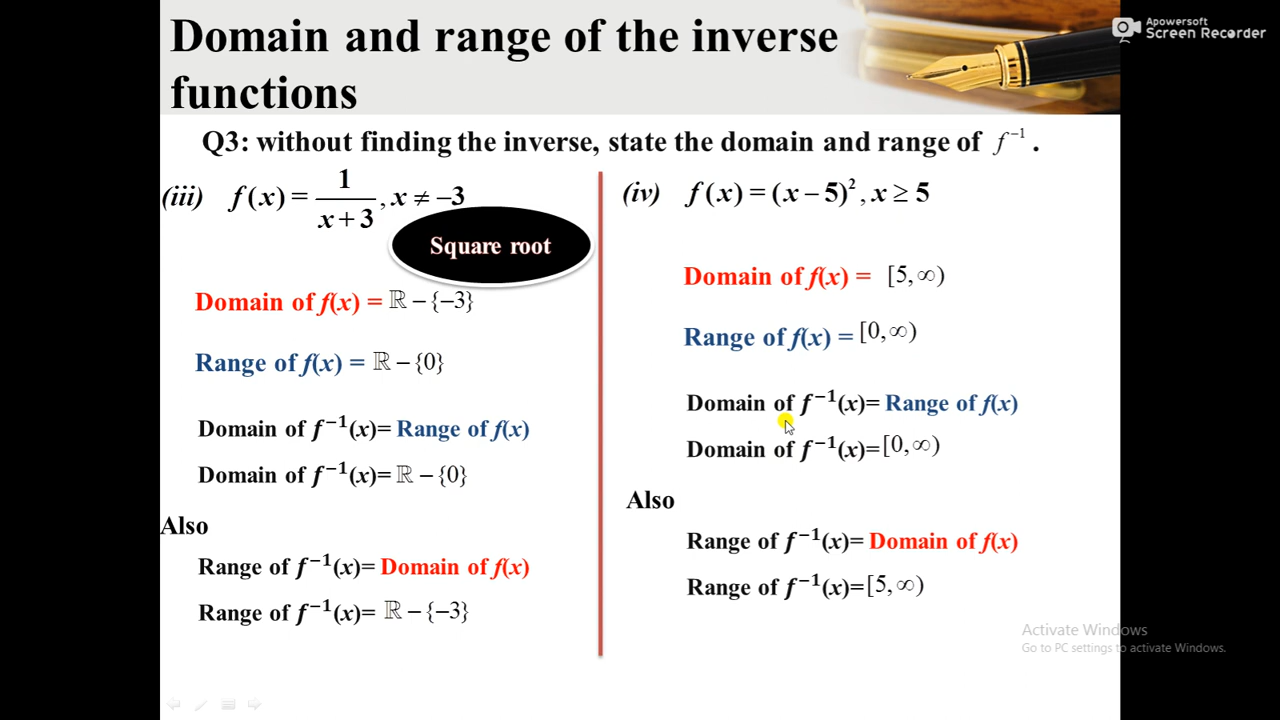 Apowersoft
Screen Recorder
Domain and range of the inverse
functions
Q3: without finding the inverse, state the domain and range of f⁻¹ .
(iii) f(x) = 1/(x+3), x ≠ –3
Square root
Domain of f(x) = ℝ – {–3}
Range of f(x) = ℝ – {0}
Domain of f⁻¹(x)= Range of f(x)
Domain of f⁻¹(x)= ℝ – {0}
Also
Range of f⁻¹(x)= Domain of f(x)
Range of f⁻¹(x)= ℝ – {–3}
(iv) f(x) = (x – 5)², x ≥ 5
Domain of f(x) = [5, ∞)
Range of f(x) = [0, ∞)
Domain of f⁻¹(x)= Range of f(x)
Domain of f⁻¹(x)=[0, ∞)
Also
Range of f⁻¹(x)= Domain of f(x)
Range of f⁻¹(x)=[5, ∞)
Activate Windows
Go to PC settings to activate Windows.